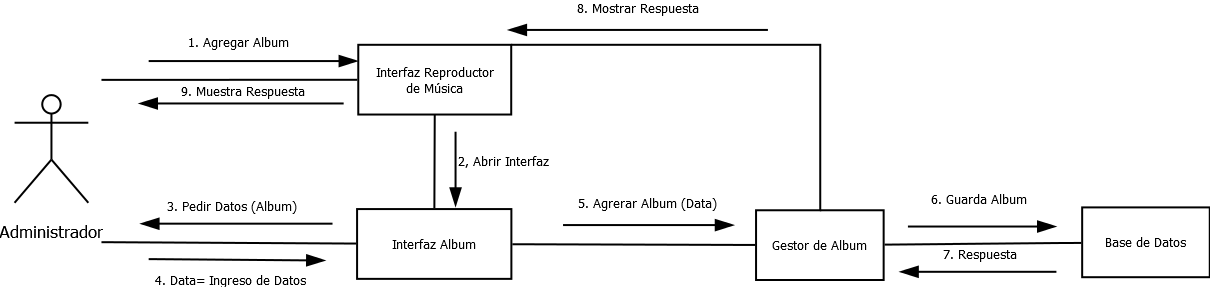 8. Mostrar Respuesta
1. Agregar Album
Interfaz Reproductor
de Música
9. Muestra Respuesta
2, Abrir Interfaz
3. Pedir Datos (Album)
5. Agrerar Album (Data)
6. Guarda Album
Administrador
Interfaz Album
Gestor de Album
Base de Datos
7. Respuesta
4. Data= Ingreso de Datos